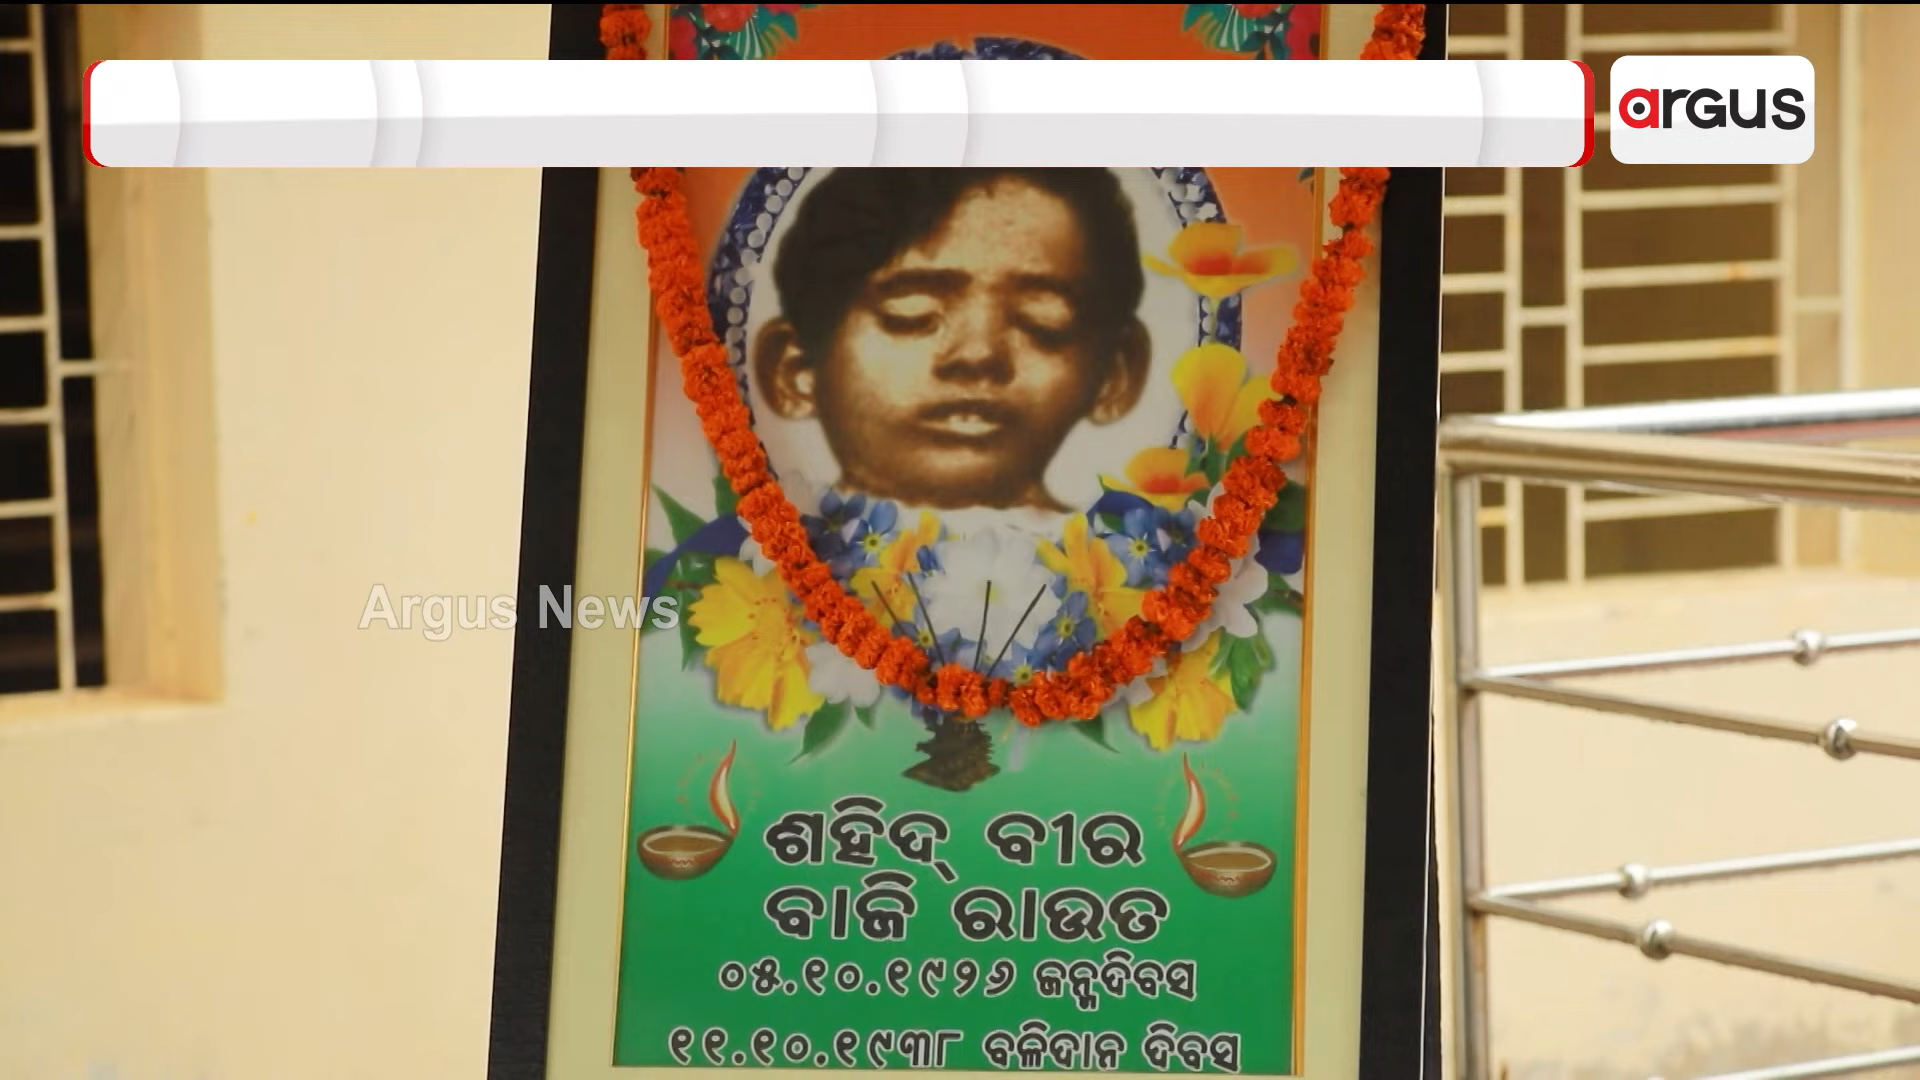 argus
Argus News
ଶହିଦ୍ ବୀର
ବାଜି ରାଉତ
୦୫.୧୦.୧୯୨୬ ଜନ୍ମଦିବସ
୧୧.୧୦.୧୯୩୮ ବଳିଦାନ ଦିବସ